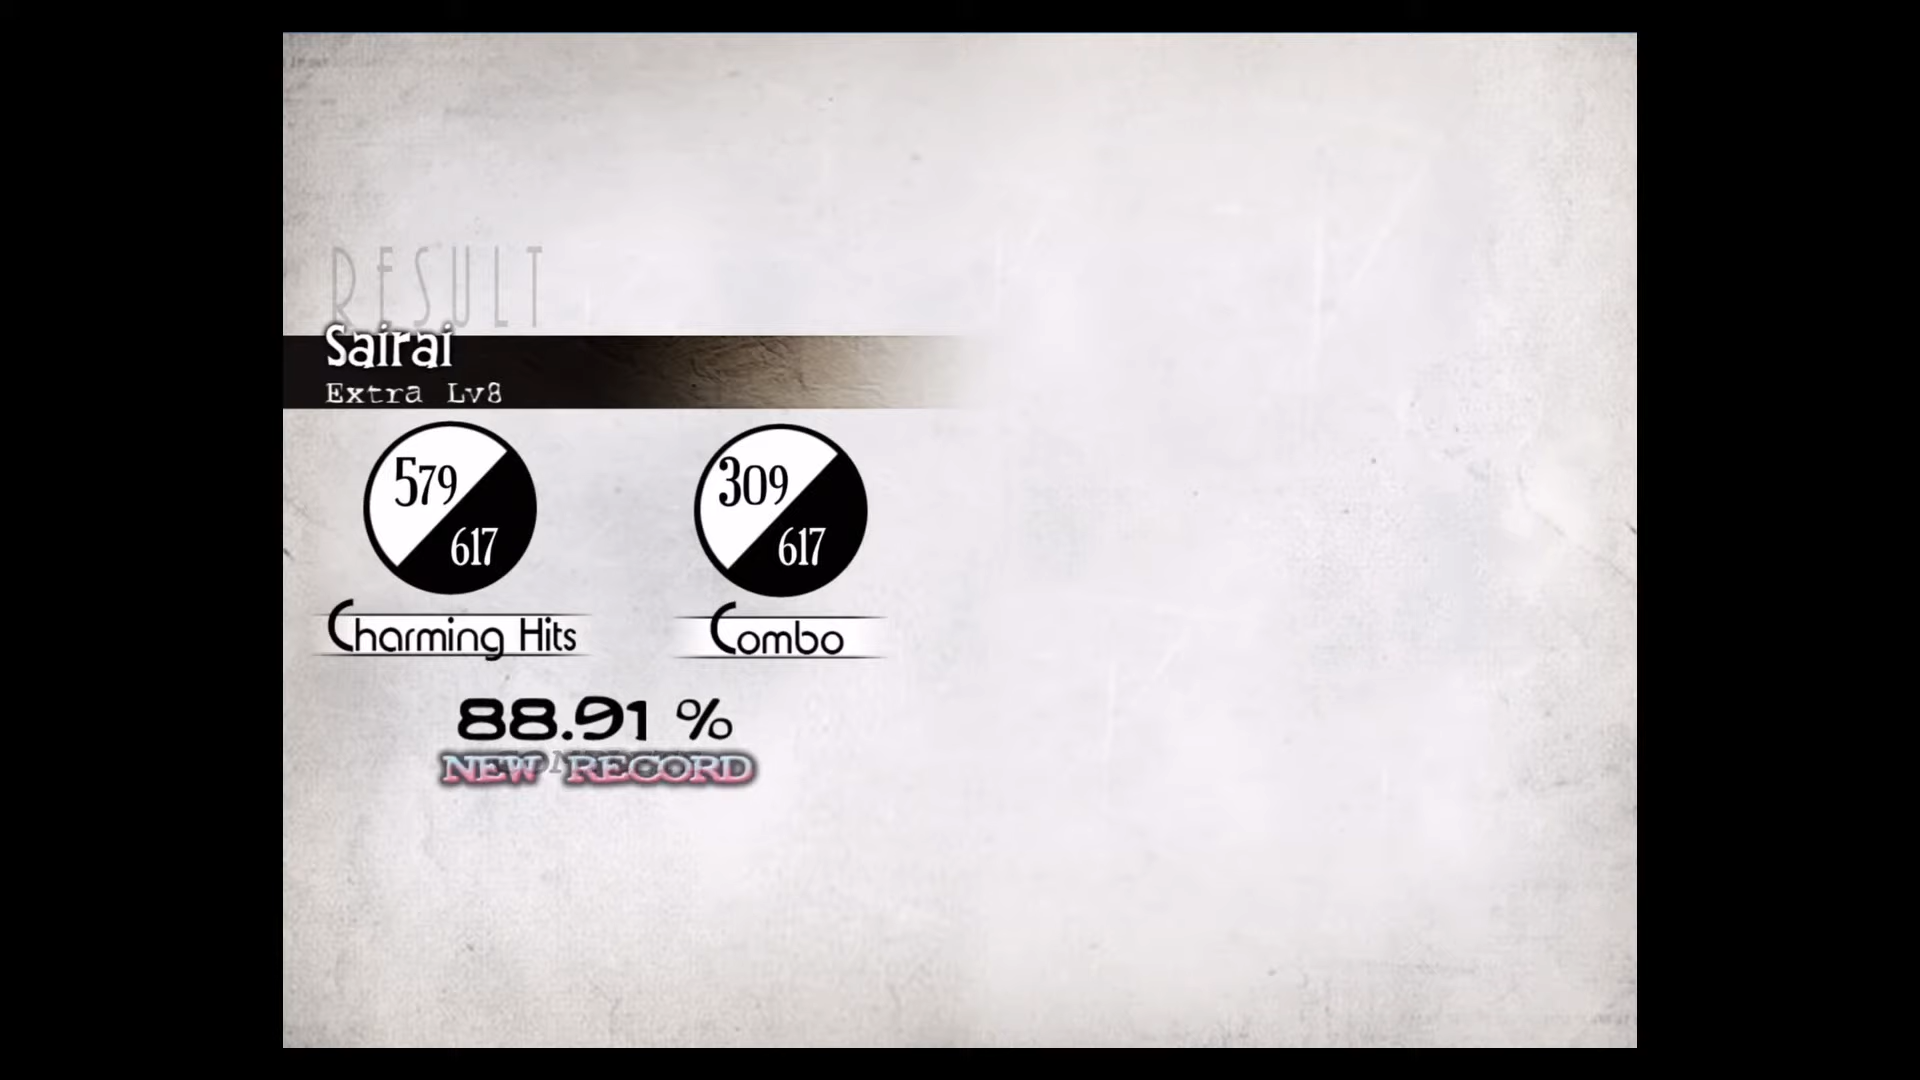 RESULT
Sairai
Extra Lv8
579
617
309
617
Charming Hits
Combo
88.91 %
NEW RECORD